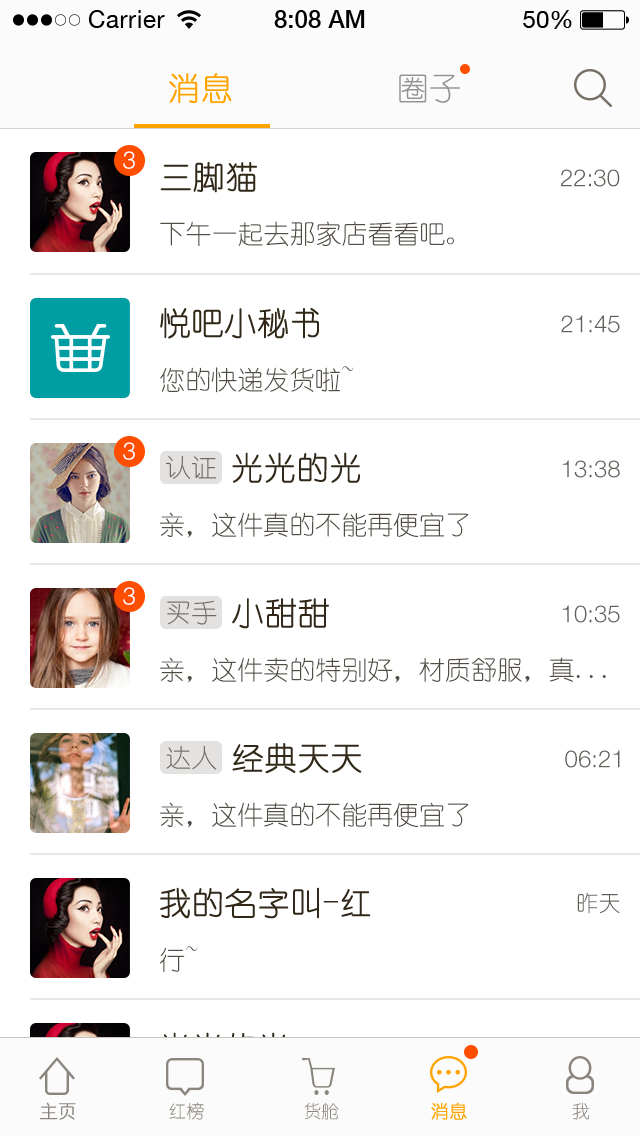 Carrier 8:08 AM 50%
消息 圈子
3
三脚猫 22:30
下午一起去那家店看看吧。
悦吧小秘书 21:45
您的快递发货啦~
3
认证 光光的光 13:38
亲，这件真的不能再便宜了
3
买手 小甜甜 10:35
亲，这件卖的特别好，材质舒服，真...
达人 经典天天 06:21
亲，这件真的不能再便宜了
我的名字叫-红 昨天
行~
主页 红榜 货舱 消息 我